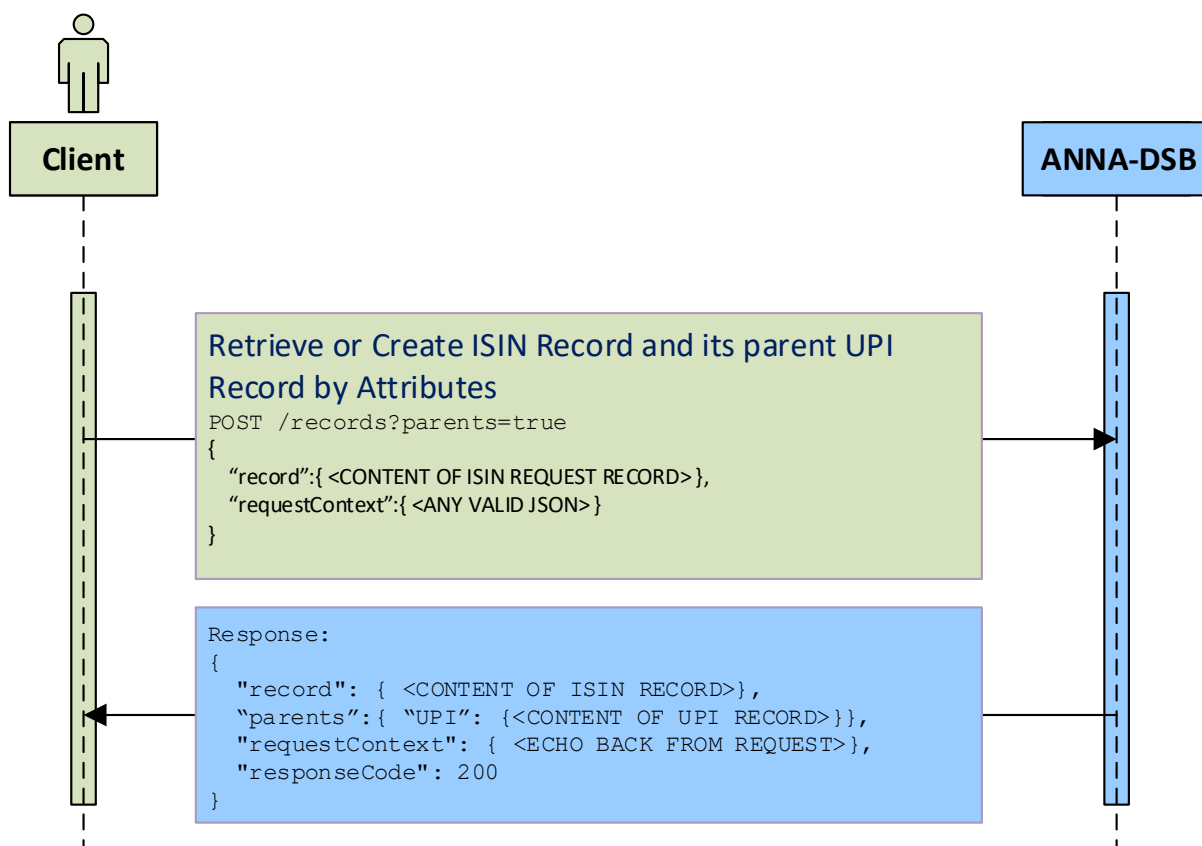 Client
ANNA-DSB
Retrieve or Create ISIN Record and its parent UPI
Record by Attributes
POST /records?parents=true
{
“record”:{ <CONTENT OF ISIN REQUEST RECORD> },
“requestContext”:{ <ANY VALID JSON> }
}
Response:
{
"record": { <CONTENT OF ISIN RECORD>},
“parents”:{ “UPI”: {<CONTENT OF UPI RECORD>}},
"requestContext": { <ECHO BACK FROM REQUEST>},
"responseCode": 200
}